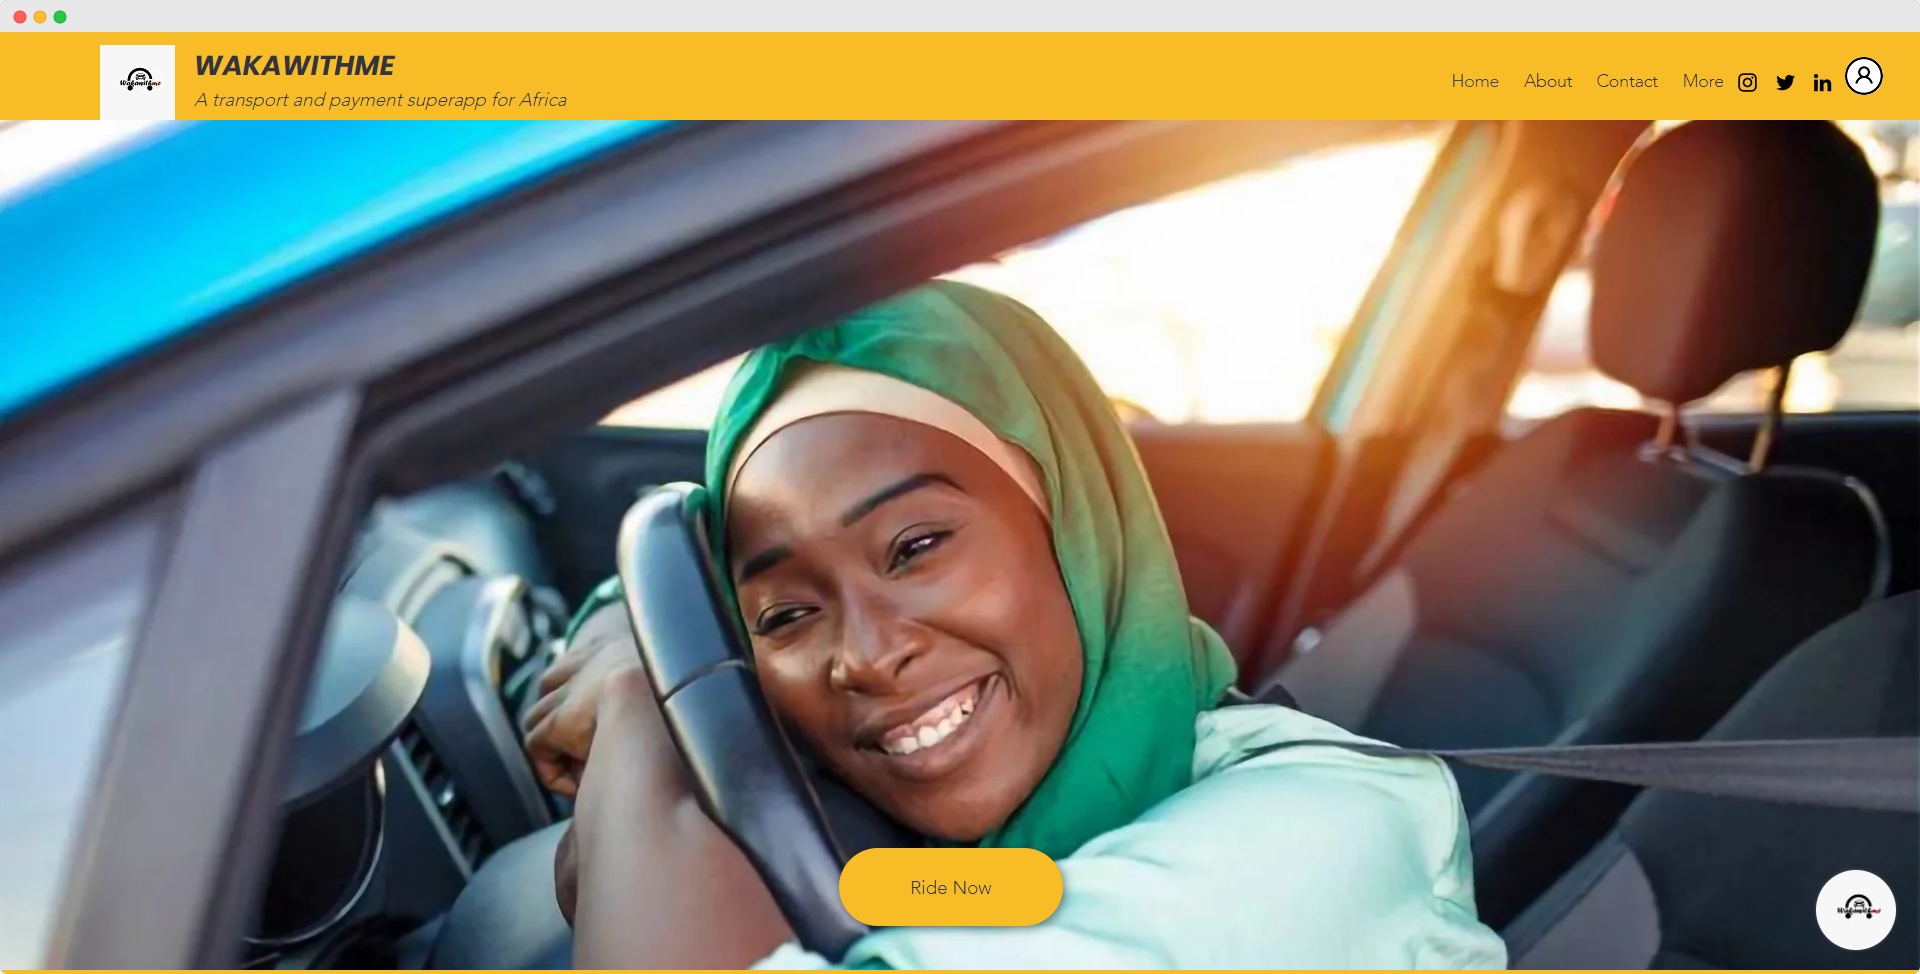 Wakawithme
WAKAWITHME
A transport and payment superapp for Africa
Home About Contact More
Ride Now
Wakawithme